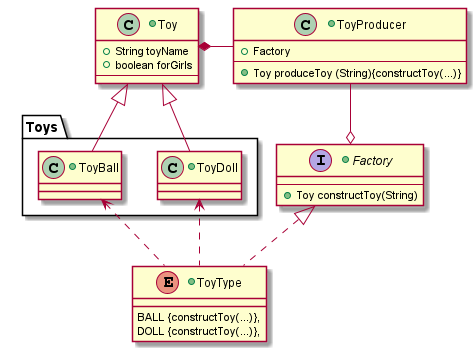 C Toy
String toyName
boolean forGirls
C ToyProducer
Factory
Toy produceToy (String){constructToy(...)}
Toys
C ToyBall
C ToyDoll
I Factory
Toy constructToy(String)
E ToyType
BALL {constructToy(...)},
DOLL {constructToy(...)},